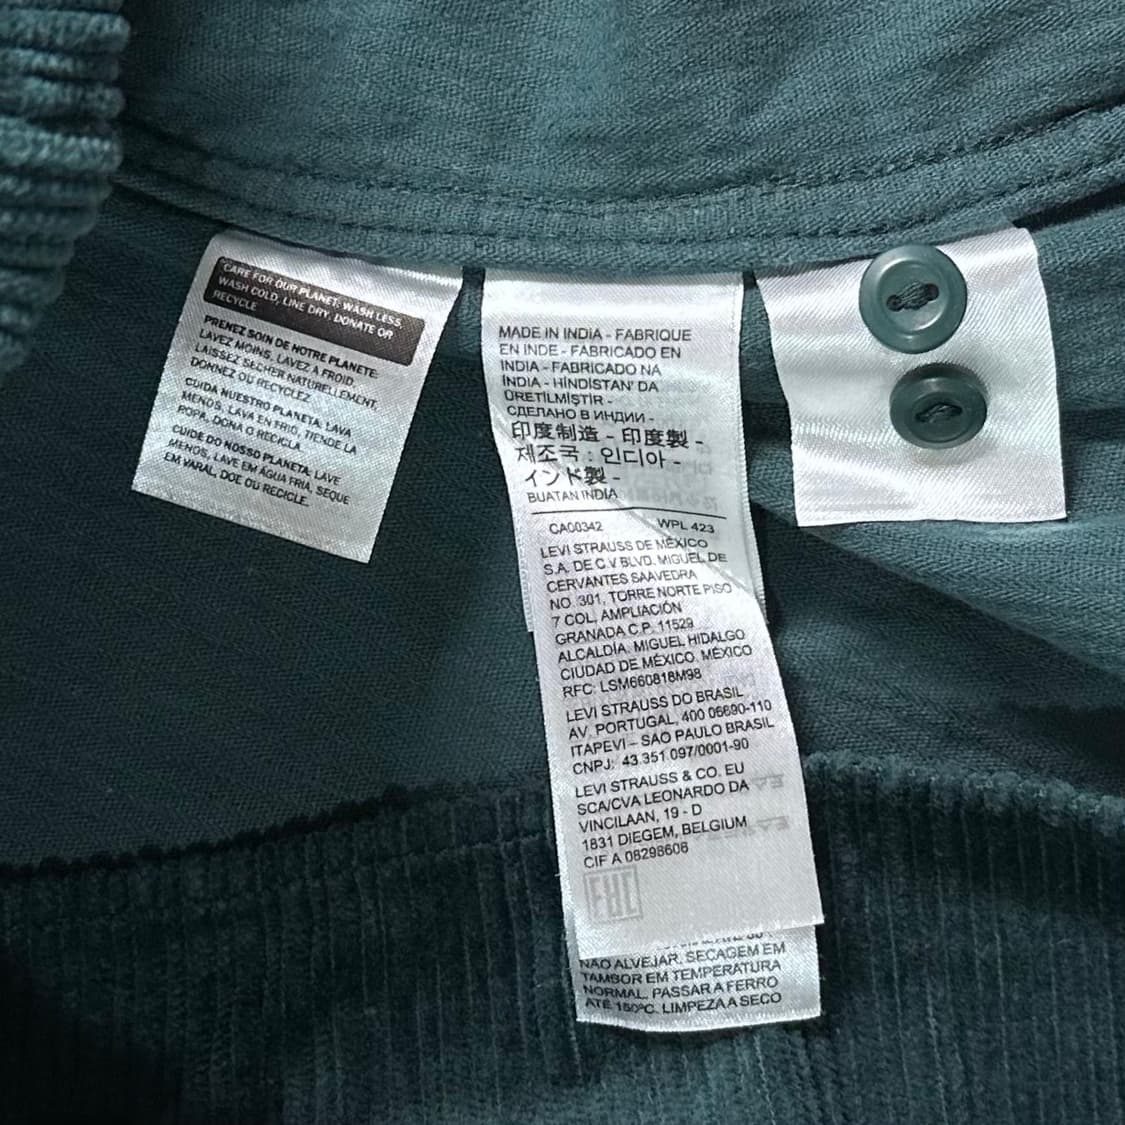 CARE FOR OUR PLANET: WASH LESS,
WASH COLD, LINE DRY, DONATE OR
RECYCLE
PRENEZ SOIN DE NOTRE PLANETE:
LAVEZ MOINS, LAVEZ A FROID,
LAISSEZ SECHER NATURELLEMENT,
DONNEZ OU RECYCLEZ
CUIDA NUESTRO PLANETA: LAVA
MENOS, LAVA EN FRIO, TIENDE LA
ROPA, DONA O RECICLA
CUIDE DO NOSSO PLANETA: LAVE
MENOS, LAVE EM ÁGUA FRIA, SEQUE
EM VARAL, DOE OU RECICLE.
MADE IN INDIA - FABRIQUE
EN INDE - FABRICADO EN
INDIA - FABRICADO NA
ÍNDIA - HİNDİSTAN' DA
ÜRETİLMİŞTİR -
СДЕЛАНО В ИНДИИ -
印度制造 - 印度製 -
제조국 : 인디아 -
インド製 -
BUATAN INDIA
CA00342 WPL 423
LEVI STRAUSS DE MÉXICO
S.A. DE C.V BLVD. MIGUEL DE
CERVANTES SAAVEDRA
NO. 301, TORRE NORTE PISO
7 COL. AMPLIACIÓN
GRANADA C.P. 11529
ALCALDÍA. MIGUEL HIDALGO
CIUDAD DE MÉXICO. MÉXICO
RFC: LSM660818M98
LEVI STRAUSS DO BRASIL
AV. PORTUGAL, 400 06690-110
ITAPEVI – SAO PAULO BRASIL
CNPJ: 43.351.097/0001-90
LEVI STRAUSS & CO. EU
SCA/CVA LEONARDO DA
VINCILAAN, 19 - D
1831 DIEGEM, BELGIUM
CIF A 08298608
EAC
NÃO ALVEJAR, SECAGEM EM
TAMBOR EM TEMPERATURA
NORMAL, PASSAR A FERRO
ATÉ 150ºC, LIMPEZA A SECO